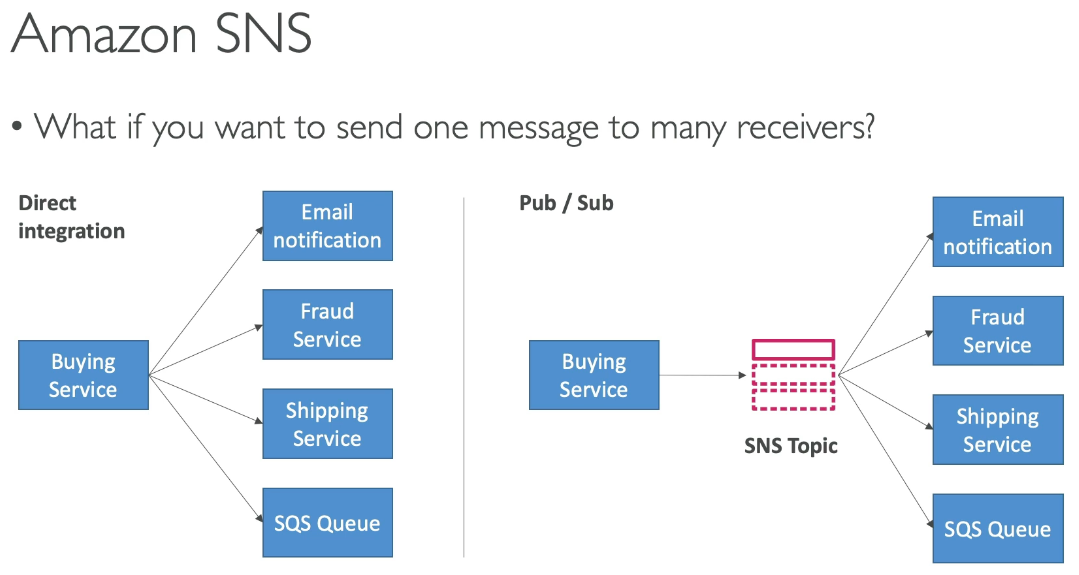 Amazon SNS
• What if you want to send one message to many receivers?
Direct
integration
Email
notification
Fraud
Service
Buying
Service
Shipping
Service
SQS Queue
Pub / Sub
Buying
Service
SNS Topic
Email
notification
Fraud
Service
Shipping
Service
SQS Queue